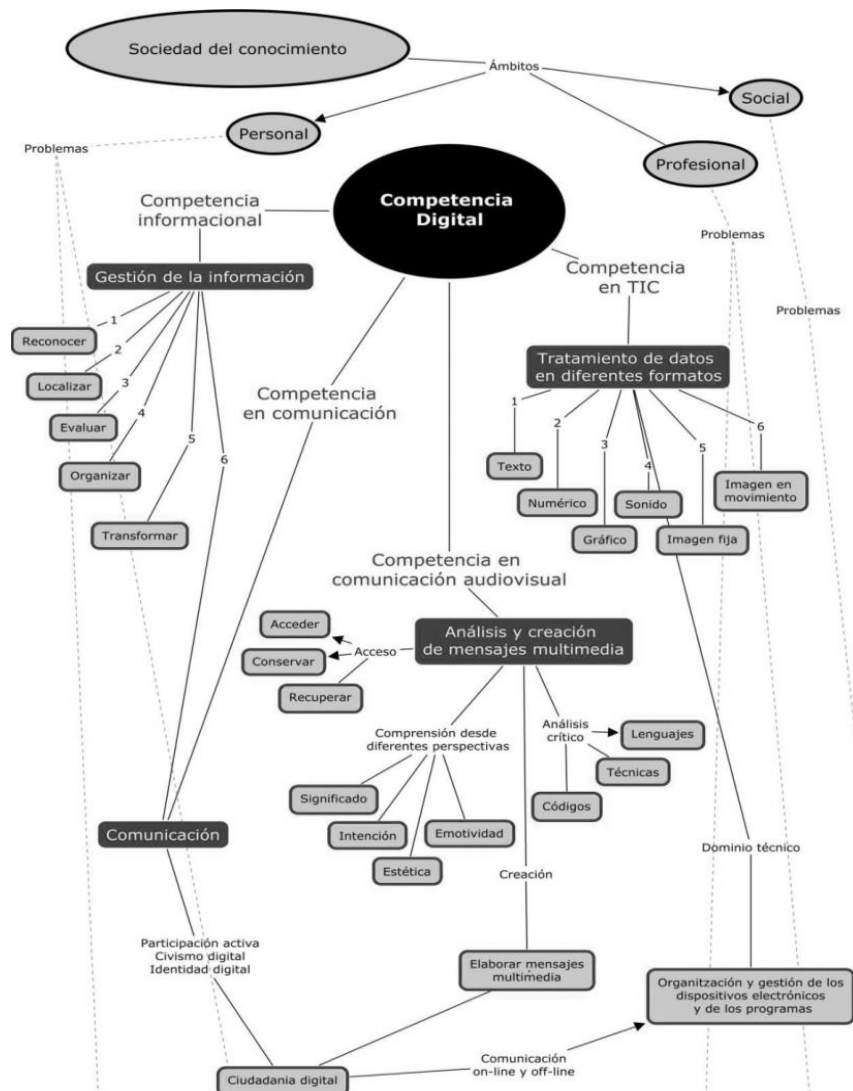 Sociedad del conocimiento
Ámbitos
Social
Personal
Profesional
Problemas
Problemas
Problemas
Competencia
Digital
Competencia
informacional
Gestión de la información
1
Reconocer
2
Localizar
3
Evaluar
4
Organizar
5
Transformar
6
Competencia
en comunicación
Competencia
en TIC
Tratamiento de datos
en diferentes formatos
1
Texto
2
Numérico
3
Gráfico
4
Sonido
5
Imagen fija
6
Imagen en
movimiento
Competencia en
comunicación audiovisual
Análisis y creación
de mensajes multimedia
Acceso
Acceder
Conservar
Recuperar
Comprensión desde
diferentes perspectivas
Significado
Intención
Estética
Emotividad
Análisis
crítico
Lenguajes
Técnicas
Códigos
Creación
Elaborar mensajes
multimedia
Comunicación
Participación activa
Civismo digital
Identidad digital
Ciudadania digital
Comunicación
on-line y off-line
Dominio técnico
Organitzación y gestión de los
dispositivos electrónicos
y de los programas